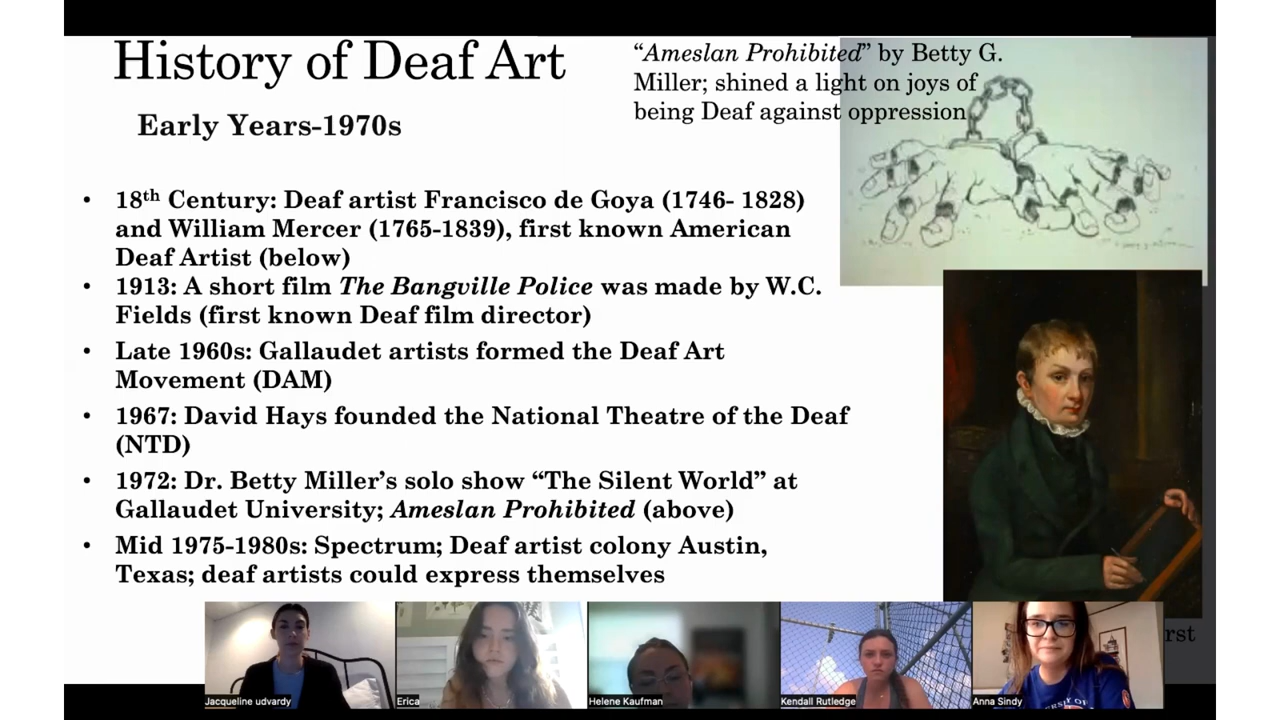 History of Deaf Art
Early Years-1970s
“Ameslan Prohibited” by Betty G.
Miller; shined a light on joys of
being Deaf against oppression
• 18th Century: Deaf artist Francisco de Goya (1746- 1828)
and William Mercer (1765-1839), first known American
Deaf Artist (below)
• 1913: A short film The Bangville Police was made by W.C.
Fields (first known Deaf film director)
• Late 1960s: Gallaudet artists formed the Deaf Art
Movement (DAM)
• 1967: David Hays founded the National Theatre of the Deaf
(NTD)
• 1972: Dr. Betty Miller’s solo show “The Silent World” at
Gallaudet University; Ameslan Prohibited (above)
• Mid 1975-1980s: Spectrum; Deaf artist colony Austin,
Texas; deaf artists could express themselves
rst
Jacqueline udvardy
Erica
Helene Kaufman
Kendall Rutledge
Anna Sindy